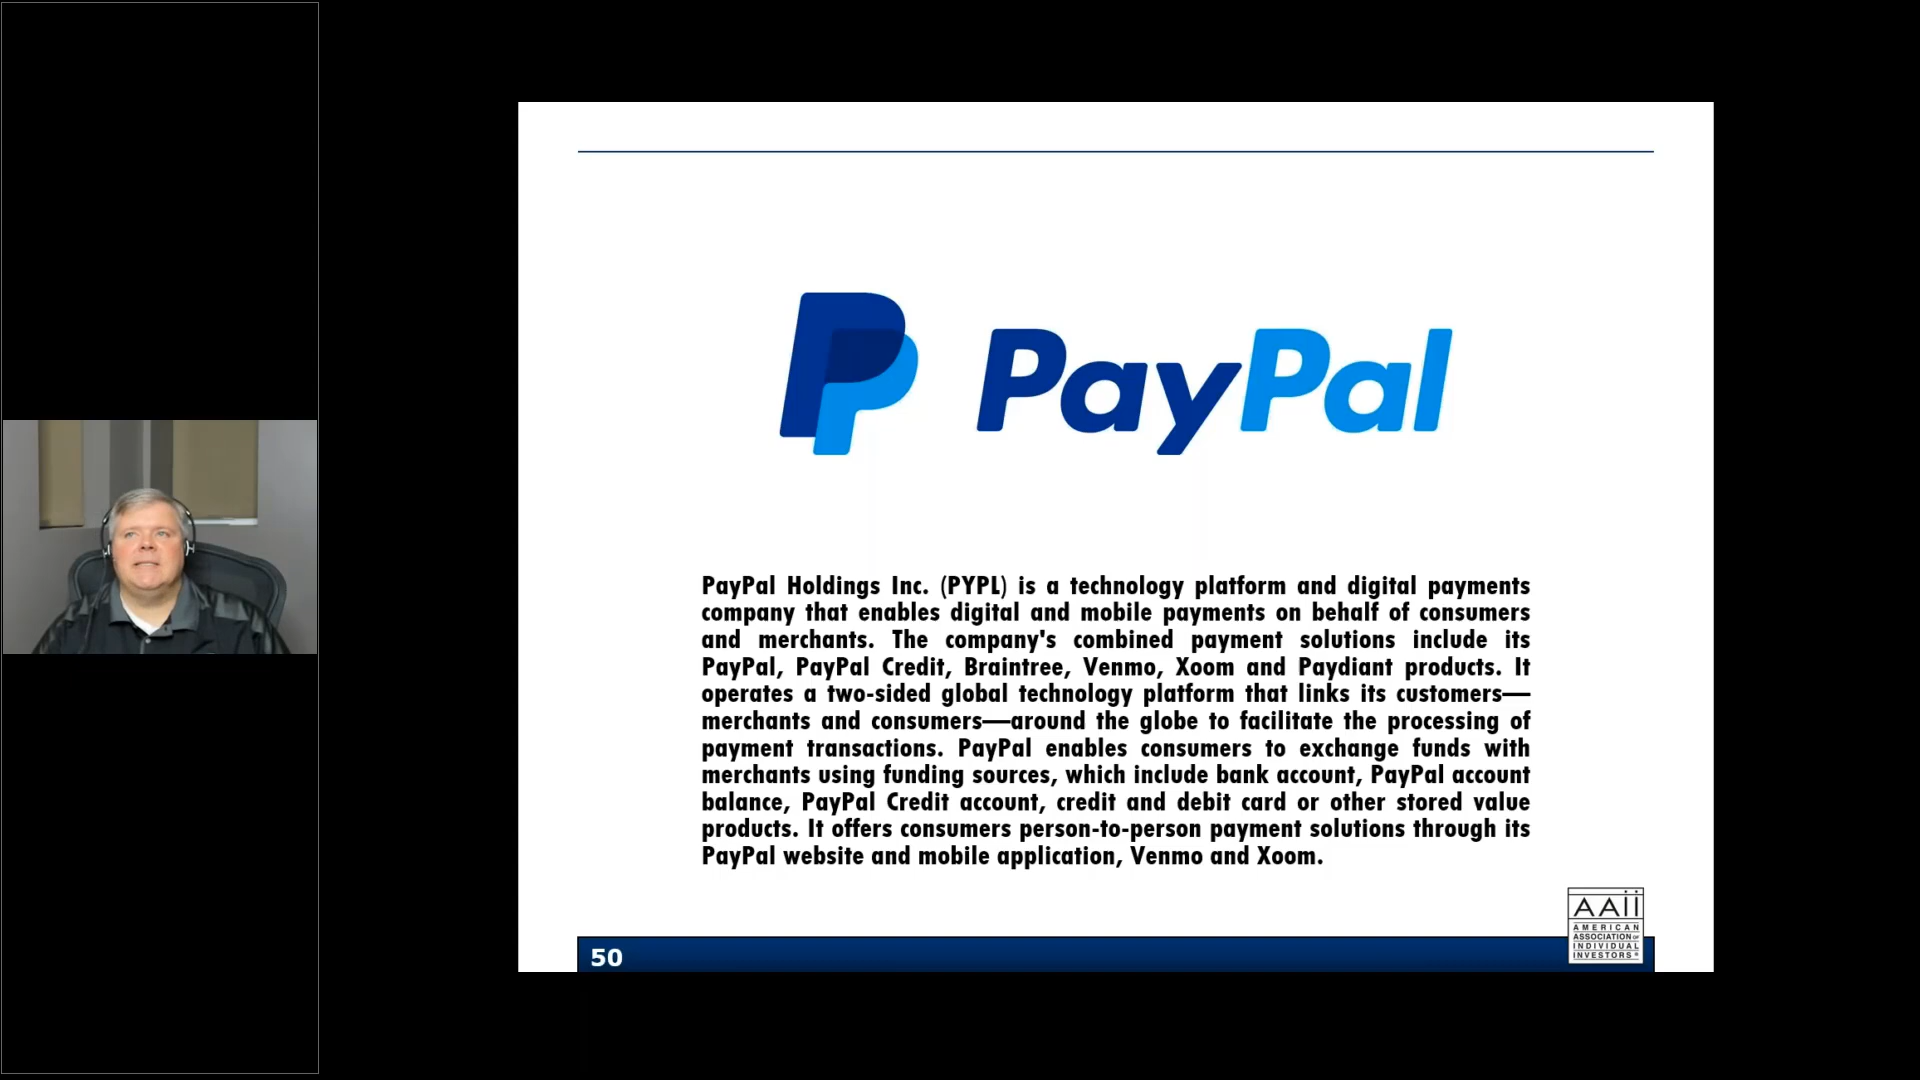 PayPal
PayPal Holdings Inc. (PYPL) is a technology platform and digital payments
company that enables digital and mobile payments on behalf of consumers
and merchants. The company's combined payment solutions include its
PayPal, PayPal Credit, Braintree, Venmo, Xoom and Paydiant products. It
operates a two-sided global technology platform that links its customers—
merchants and consumers—around the globe to facilitate the processing of
payment transactions. PayPal enables consumers to exchange funds with
merchants using funding sources, which include bank account, PayPal account
balance, PayPal Credit account, credit and debit card or other stored value
products. It offers consumers person-to-person payment solutions through its
PayPal website and mobile application, Venmo and Xoom.
AAII
AMERICAN
ASSOCIATION OF
INDIVIDUAL
INVESTORS®
50